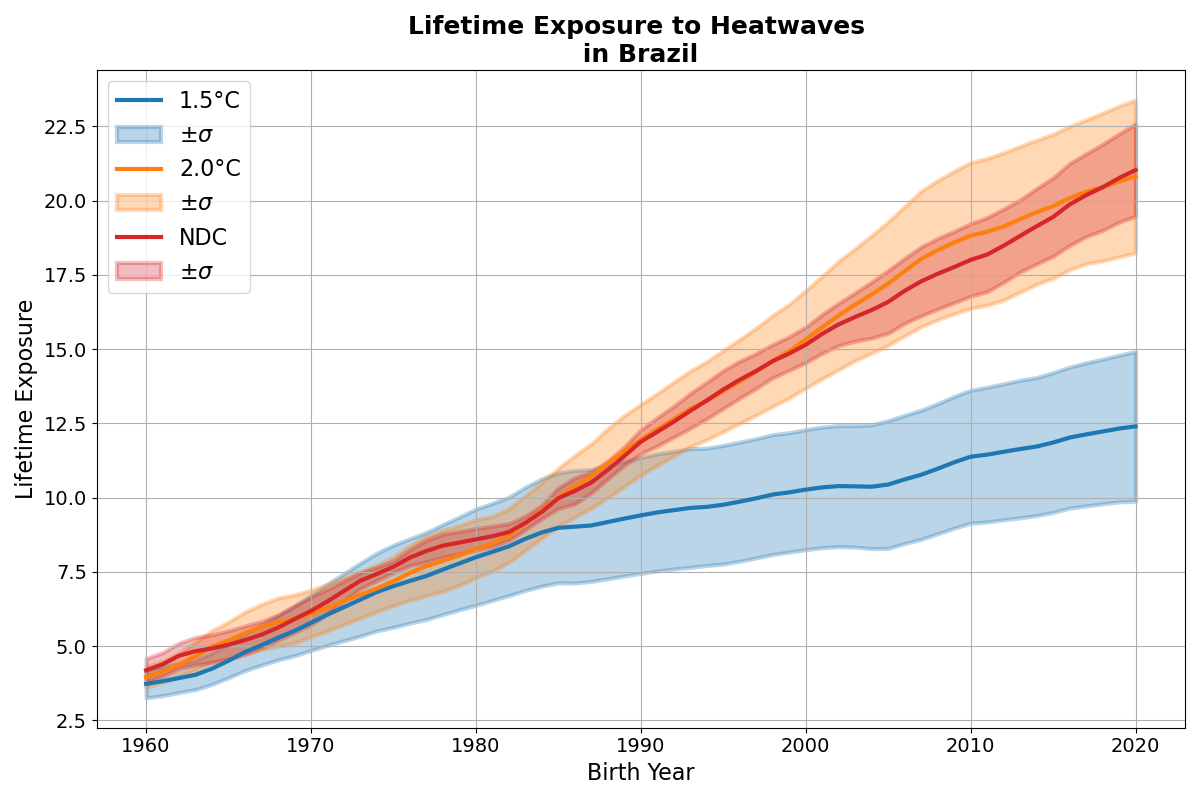 Lifetime Exposure to Heatwaves
in Brazil
1.5°C
±σ
2.0°C
±σ
NDC
±σ
Lifetime Exposure
22.5
20.0
17.5
15.0
12.5
10.0
7.5
5.0
2.5
1960 1970 1980 1990 2000 2010 2020
Birth Year